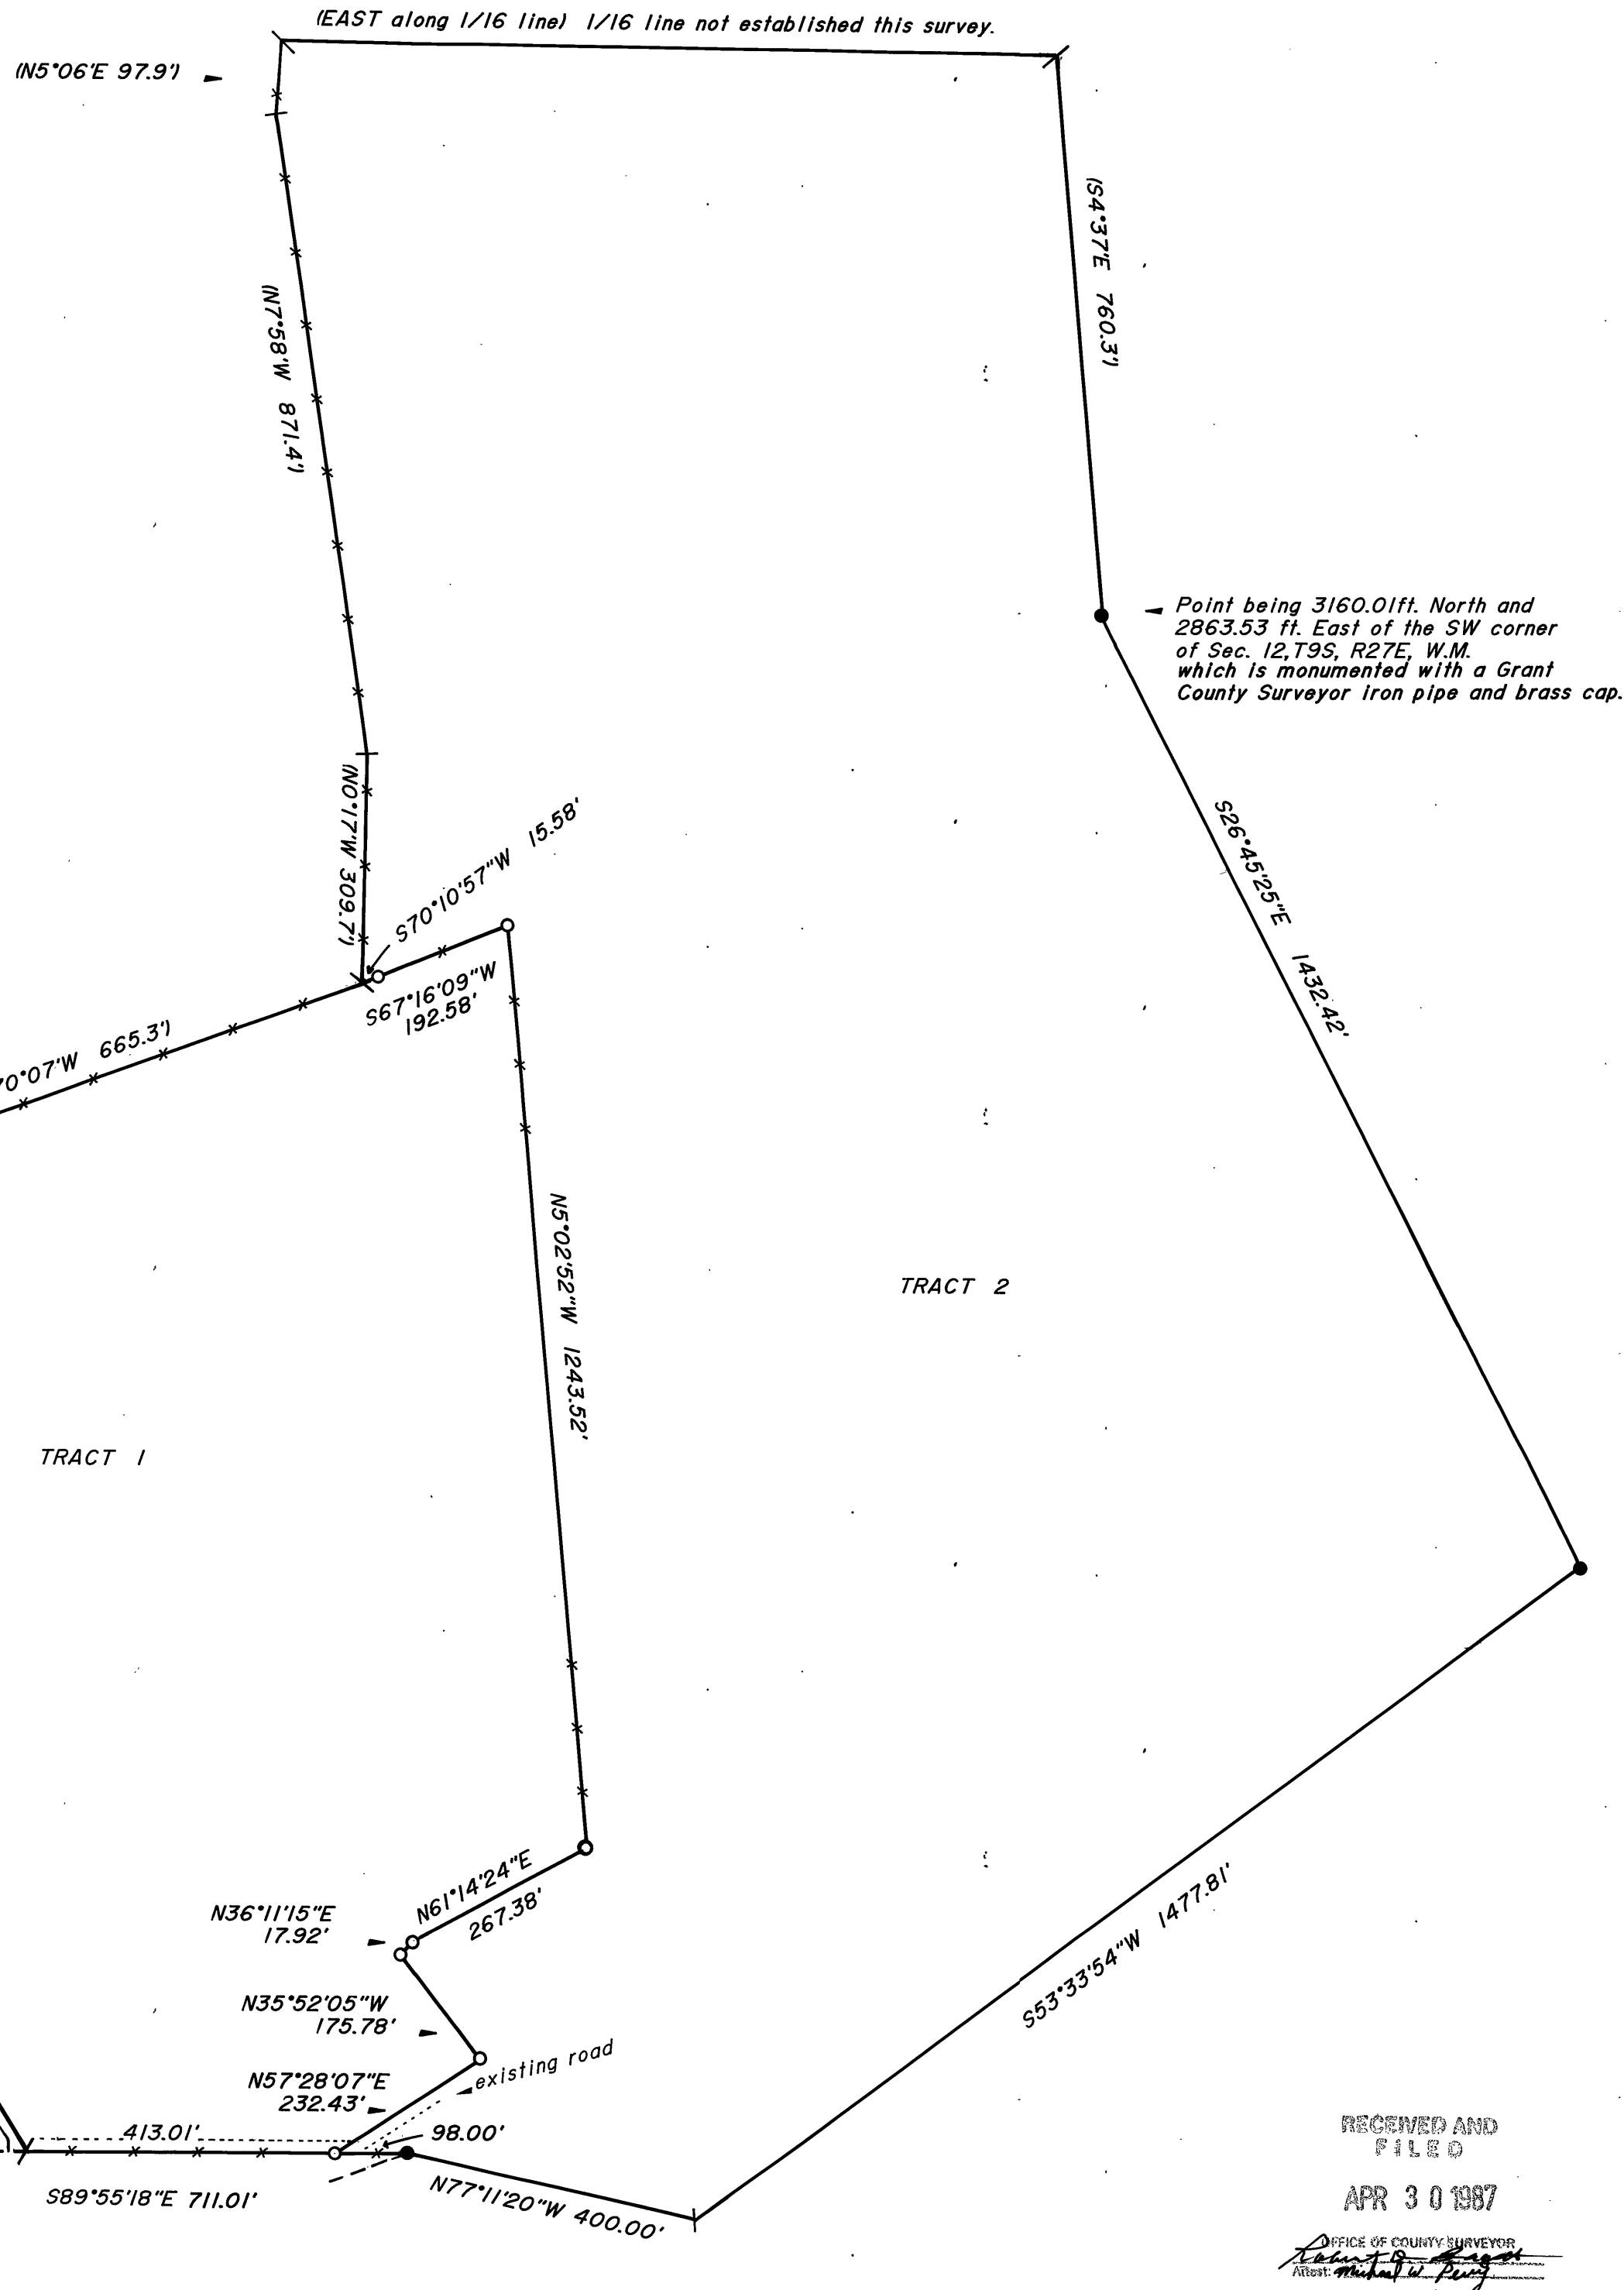 (EAST along 1/16 line) 1/16 line not established this survey.
(N5°06'E 97.9')
(S4°37'E 760.3')
(N7°58'W 871.4')
Point being 3160.01ft. North and
2863.53 ft. East of the SW corner
of Sec. 12,T9S, R27E, W.M.
which is monumented with a Grant
County Surveyor iron pipe and brass cap.
(N0°17'W 309.7')
S70°10'57"W 15.58'
S26°45'25"E 1432.42'
S67°16'09"W
192.58'
70°07'W 665.3')
N5°02'52"W 1243.52'
TRACT 2
TRACT 1
N61°14'24"E
267.38'
N36°11'15"E
17.92'
S53°33'54"W 1477.81'
N35°52'05"W
175.78'
existing road
N57°28'07"E
232.43'
413.01'
98.00'
S89°55'18"E 711.01'
N77°11'20"W 400.00'
RECEIVED AND
FILED
APR 30 1987
OFFICE OF COUNTY SURVEYOR
Robert
Attest: Michael W. Perry